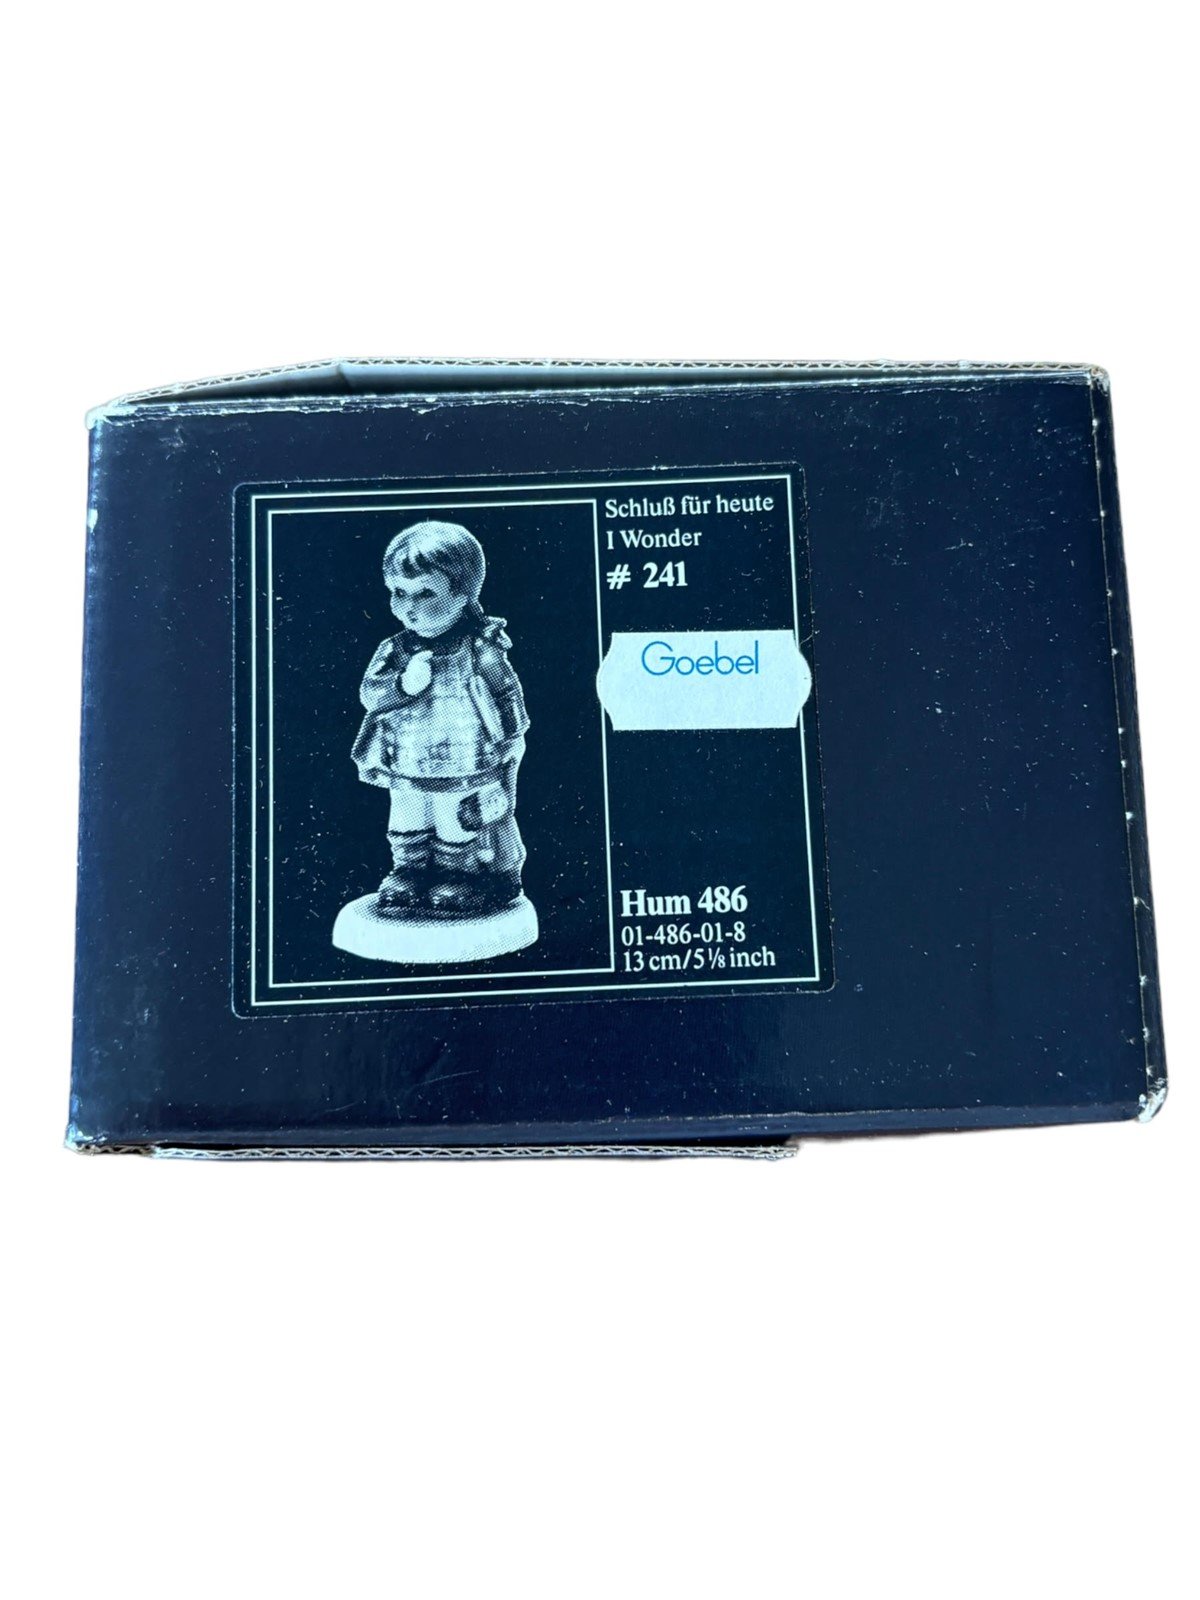 Schluß für heute
I Wonder
# 241
Goebel
Hum 486
01-486-01-8
13 cm/5 ⅛ inch